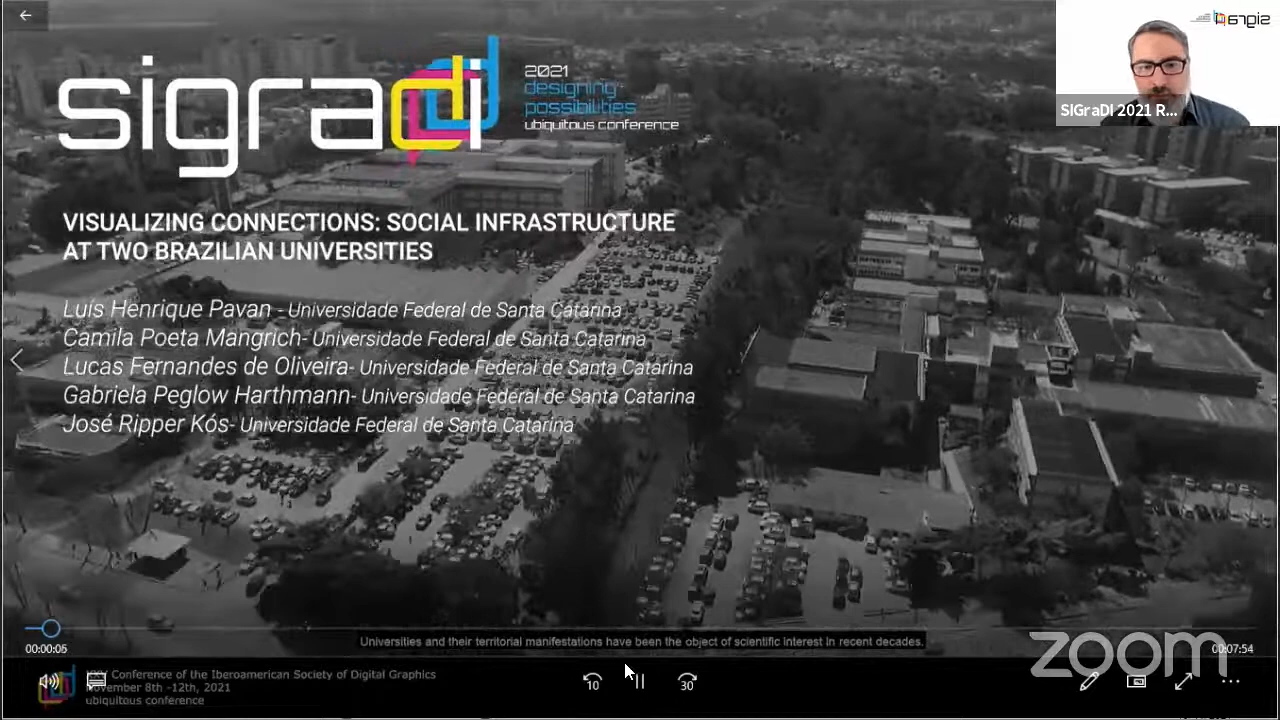 sigradi
2021
designing
possibilities
ubiquitous conference
SIGraDI 2021 R...
VISUALIZING CONNECTIONS: SOCIAL INFRASTRUCTURE
AT TWO BRAZILIAN UNIVERSITIES
Luis Henrique Pavan - Universidade Federal de Santa Catarina
Camila Poeta Mangrich- Universidade Federal de Santa Catarina
Lucas Fernandes de Oliveira- Universidade Federal de Santa Catarina
Gabriela Peglow Harthmann- Universidade Federal de Santa Catarina
José Ripper Kós- Universidade Federal de Santa Catarina
Universities and their territorial manifestations have been the object of scientific interest in recent decades.
00:00:05
00:07:54
zoom
XXV Conference of the Iberoamerican Society of Digital Graphics
November 8th -12th, 2021
ubiquitous conference
10
30